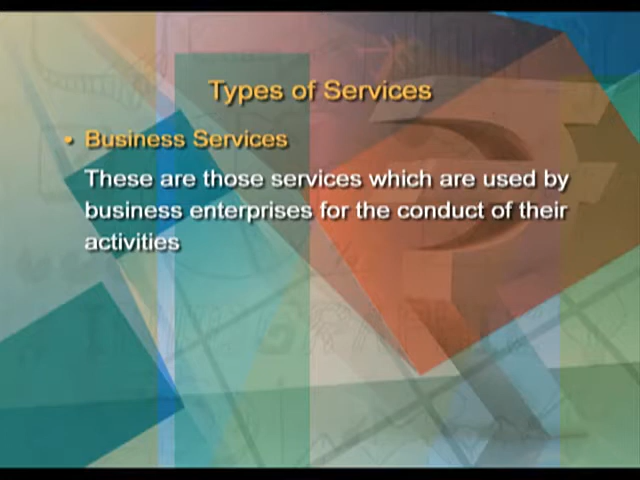 Types of Services
• Business Services
These are those services which are used by
business enterprises for the conduct of their
activities